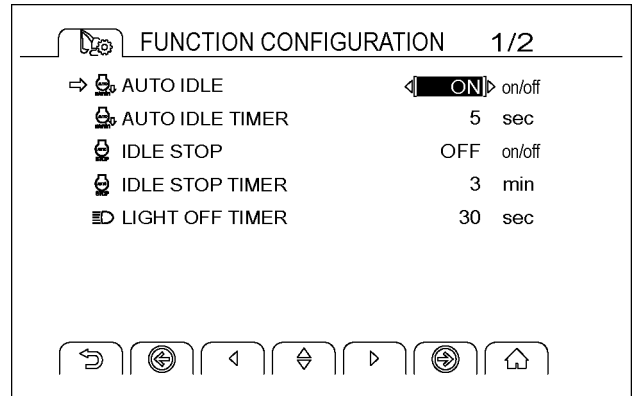 FUNCTION CONFIGURATION 1/2
AUTO IDLE ON on/off
AUTO IDLE TIMER 5 sec
IDLE STOP OFF on/off
IDLE STOP TIMER 3 min
LIGHT OFF TIMER 30 sec